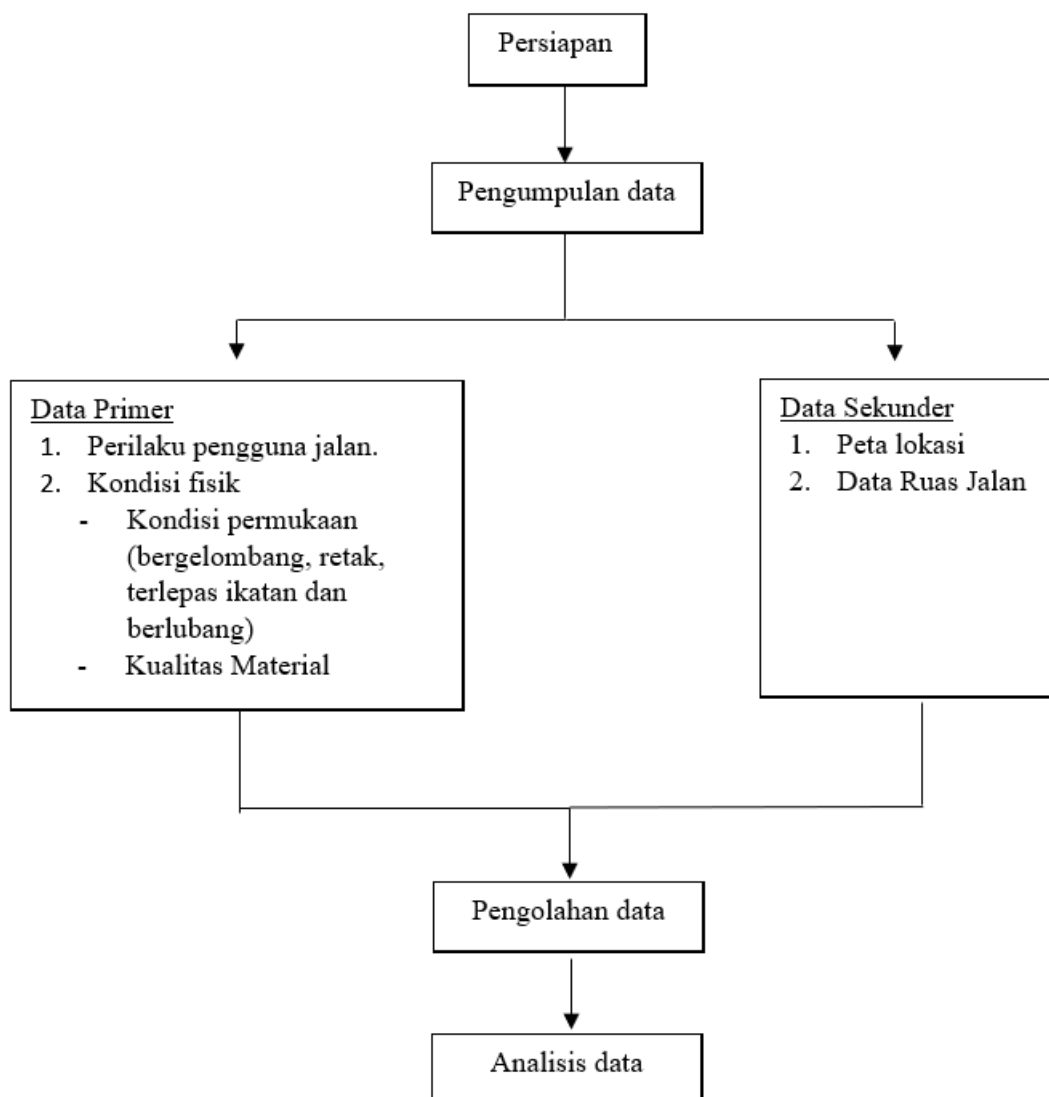 Persiapan
Pengumpulan data
Data Primer
1. Perilaku pengguna jalan.
2. Kondisi fisik
- Kondisi permukaan
(bergelombang, retak,
terlepas ikatan dan
berlubang)
- Kualitas Material
Data Sekunder
1. Peta lokasi
2. Data Ruas Jalan
Pengolahan data
Analisis data